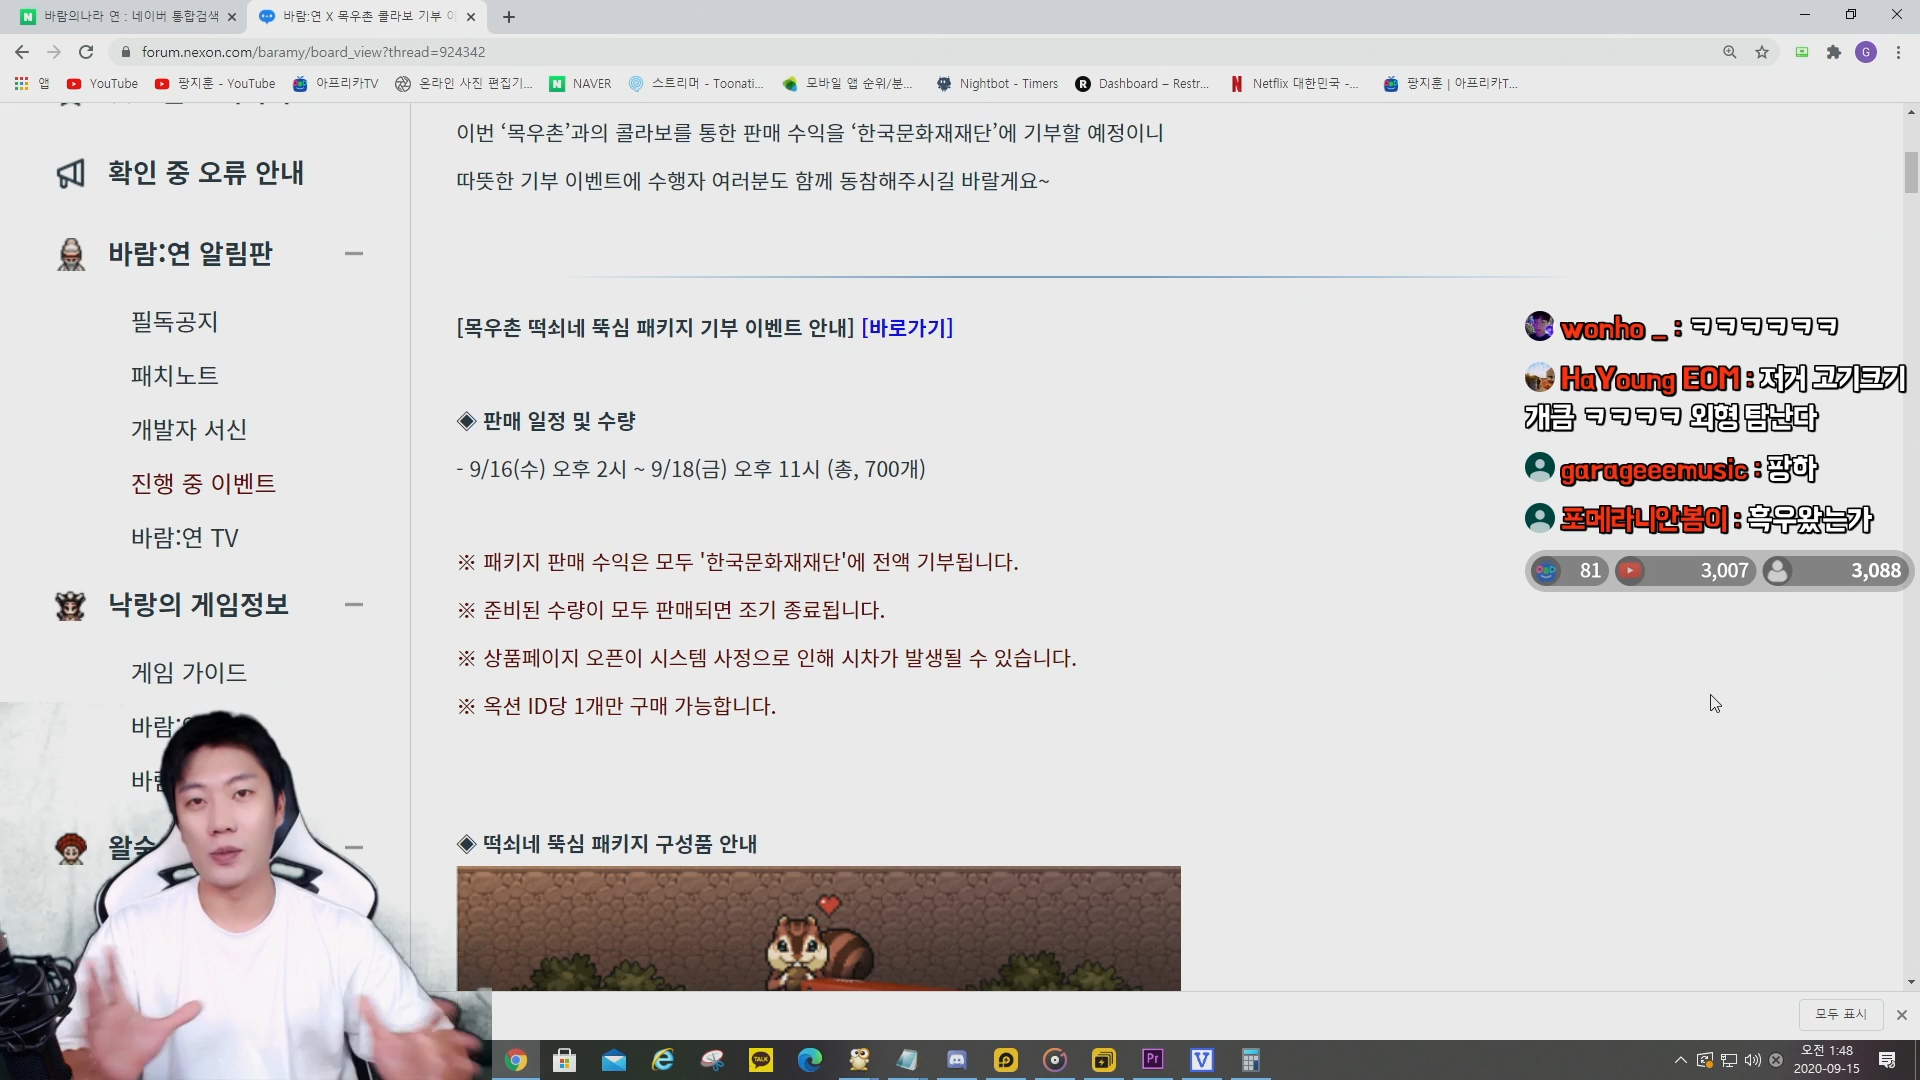 바람의나라 연 : 네이버 통합검색
바람:연 X 목우촌 콜라보 기부 이
forum.nexon.com/baramy/board_view?thread=924342
G
앱
YouTube
팡지훈 - YouTube
아프리카TV
온라인 사진 편집기...
NAVER
스트리머 - Toonati...
모바일 앱 순위/분...
Nightbot - Timers
Dashboard – Restr...
Netflix 대한민국 -...
팡지훈 | 아프리카T...
확인 중 오류 안내
바람:연 알림판
필독공지
패치노트
개발자 서신
진행 중 이벤트
바람:연 TV
낙랑의 게임정보
게임 가이드
바람:
바람
왈숙
이번 ‘목우촌’과의 콜라보를 통한 판매 수익을 ‘한국문화재재단’에 기부할 예정이니
따뜻한 기부 이벤트에 수행자 여러분도 함께 동참해주시길 바랄게요~
[목우촌 떡쇠네 뚝심 패키지 기부 이벤트 안내] [바로가기]
◈ 판매 일정 및 수량
- 9/16(수) 오후 2시 ~ 9/18(금) 오후 11시 (총, 700개)
※ 패키지 판매 수익은 모두 '한국문화재재단'에 전액 기부됩니다.
※ 준비된 수량이 모두 판매되면 조기 종료됩니다.
※ 상품페이지 오픈이 시스템 사정으로 인해 시차가 발생될 수 있습니다.
※ 옥션 ID당 1개만 구매 가능합니다.
◈ 떡쇠네 뚝심 패키지 구성품 안내
wonho _ : ㅋㅋㅋㅋㅋㅋ
HaYoung EOM : 저거 고기크기
개큼 ㅋㅋㅋㅋ 외형 탐난다
garageeemusic : 팡하
포메라니안봄이 : 흑우왔는가
81
3,007
3,088
모두 표시
TALK
Pr
V
오전 1:48
2020-09-15